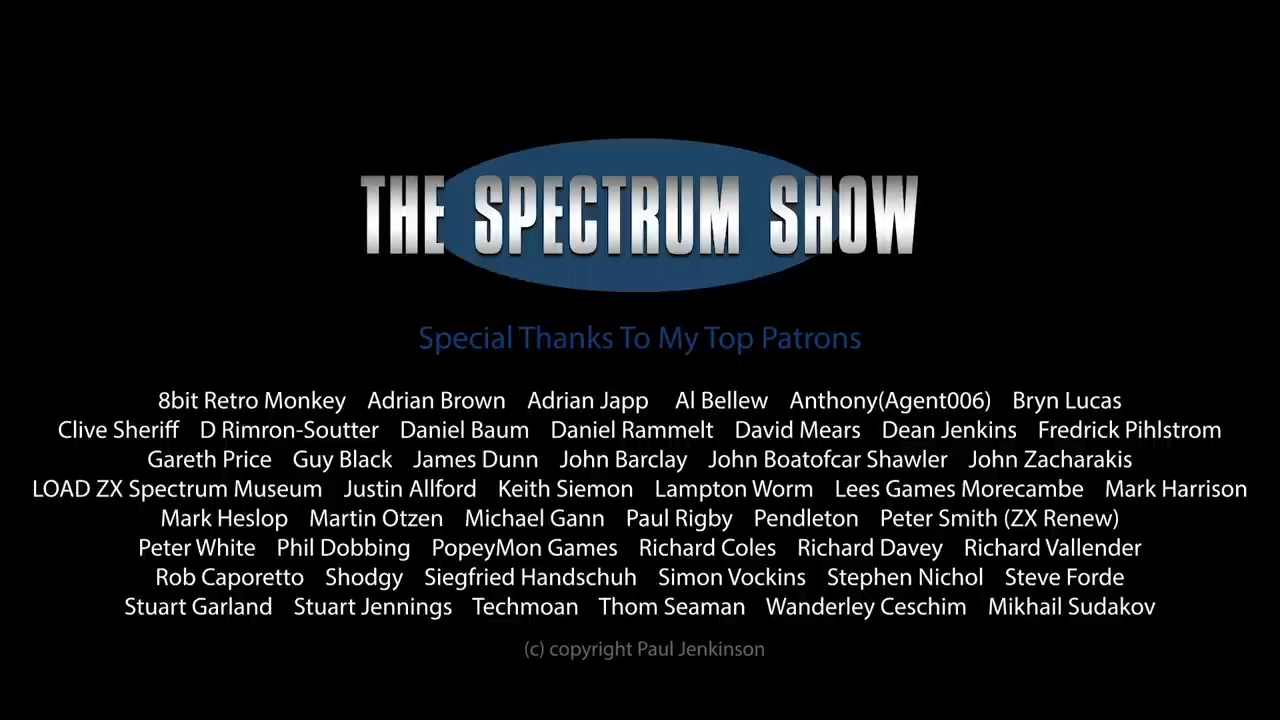 THE SPECTRUM SHOW
Special Thanks To My Top Patrons
8bit Retro Monkey Adrian Brown Adrian Japp Al Bellew Anthony(Agent006) Bryn Lucas
Clive Sheriff D Rimron-Soutter Daniel Baum Daniel Rammelt David Mears Dean Jenkins Fredrick Pihlstrom
Gareth Price Guy Black James Dunn John Barclay John Boatofcar Shawler John Zacharakis
LOAD ZX Spectrum Museum Justin Allford Keith Siemon Lampton Worm Lees Games Morecambe Mark Harrison
Mark Heslop Martin Otzen Michael Gann Paul Rigby Pendleton Peter Smith (ZX Renew)
Peter White Phil Dobbing PopeyMon Games Richard Coles Richard Davey Richard Vallender
Rob Caporetto Shodgy Siegfried Handschuh Simon Vockins Stephen Nichol Steve Forde
Stuart Garland Stuart Jennings Techmoan Thom Seaman Wanderley Ceschim Mikhail Sudakov
(c) copyright Paul Jenkinson